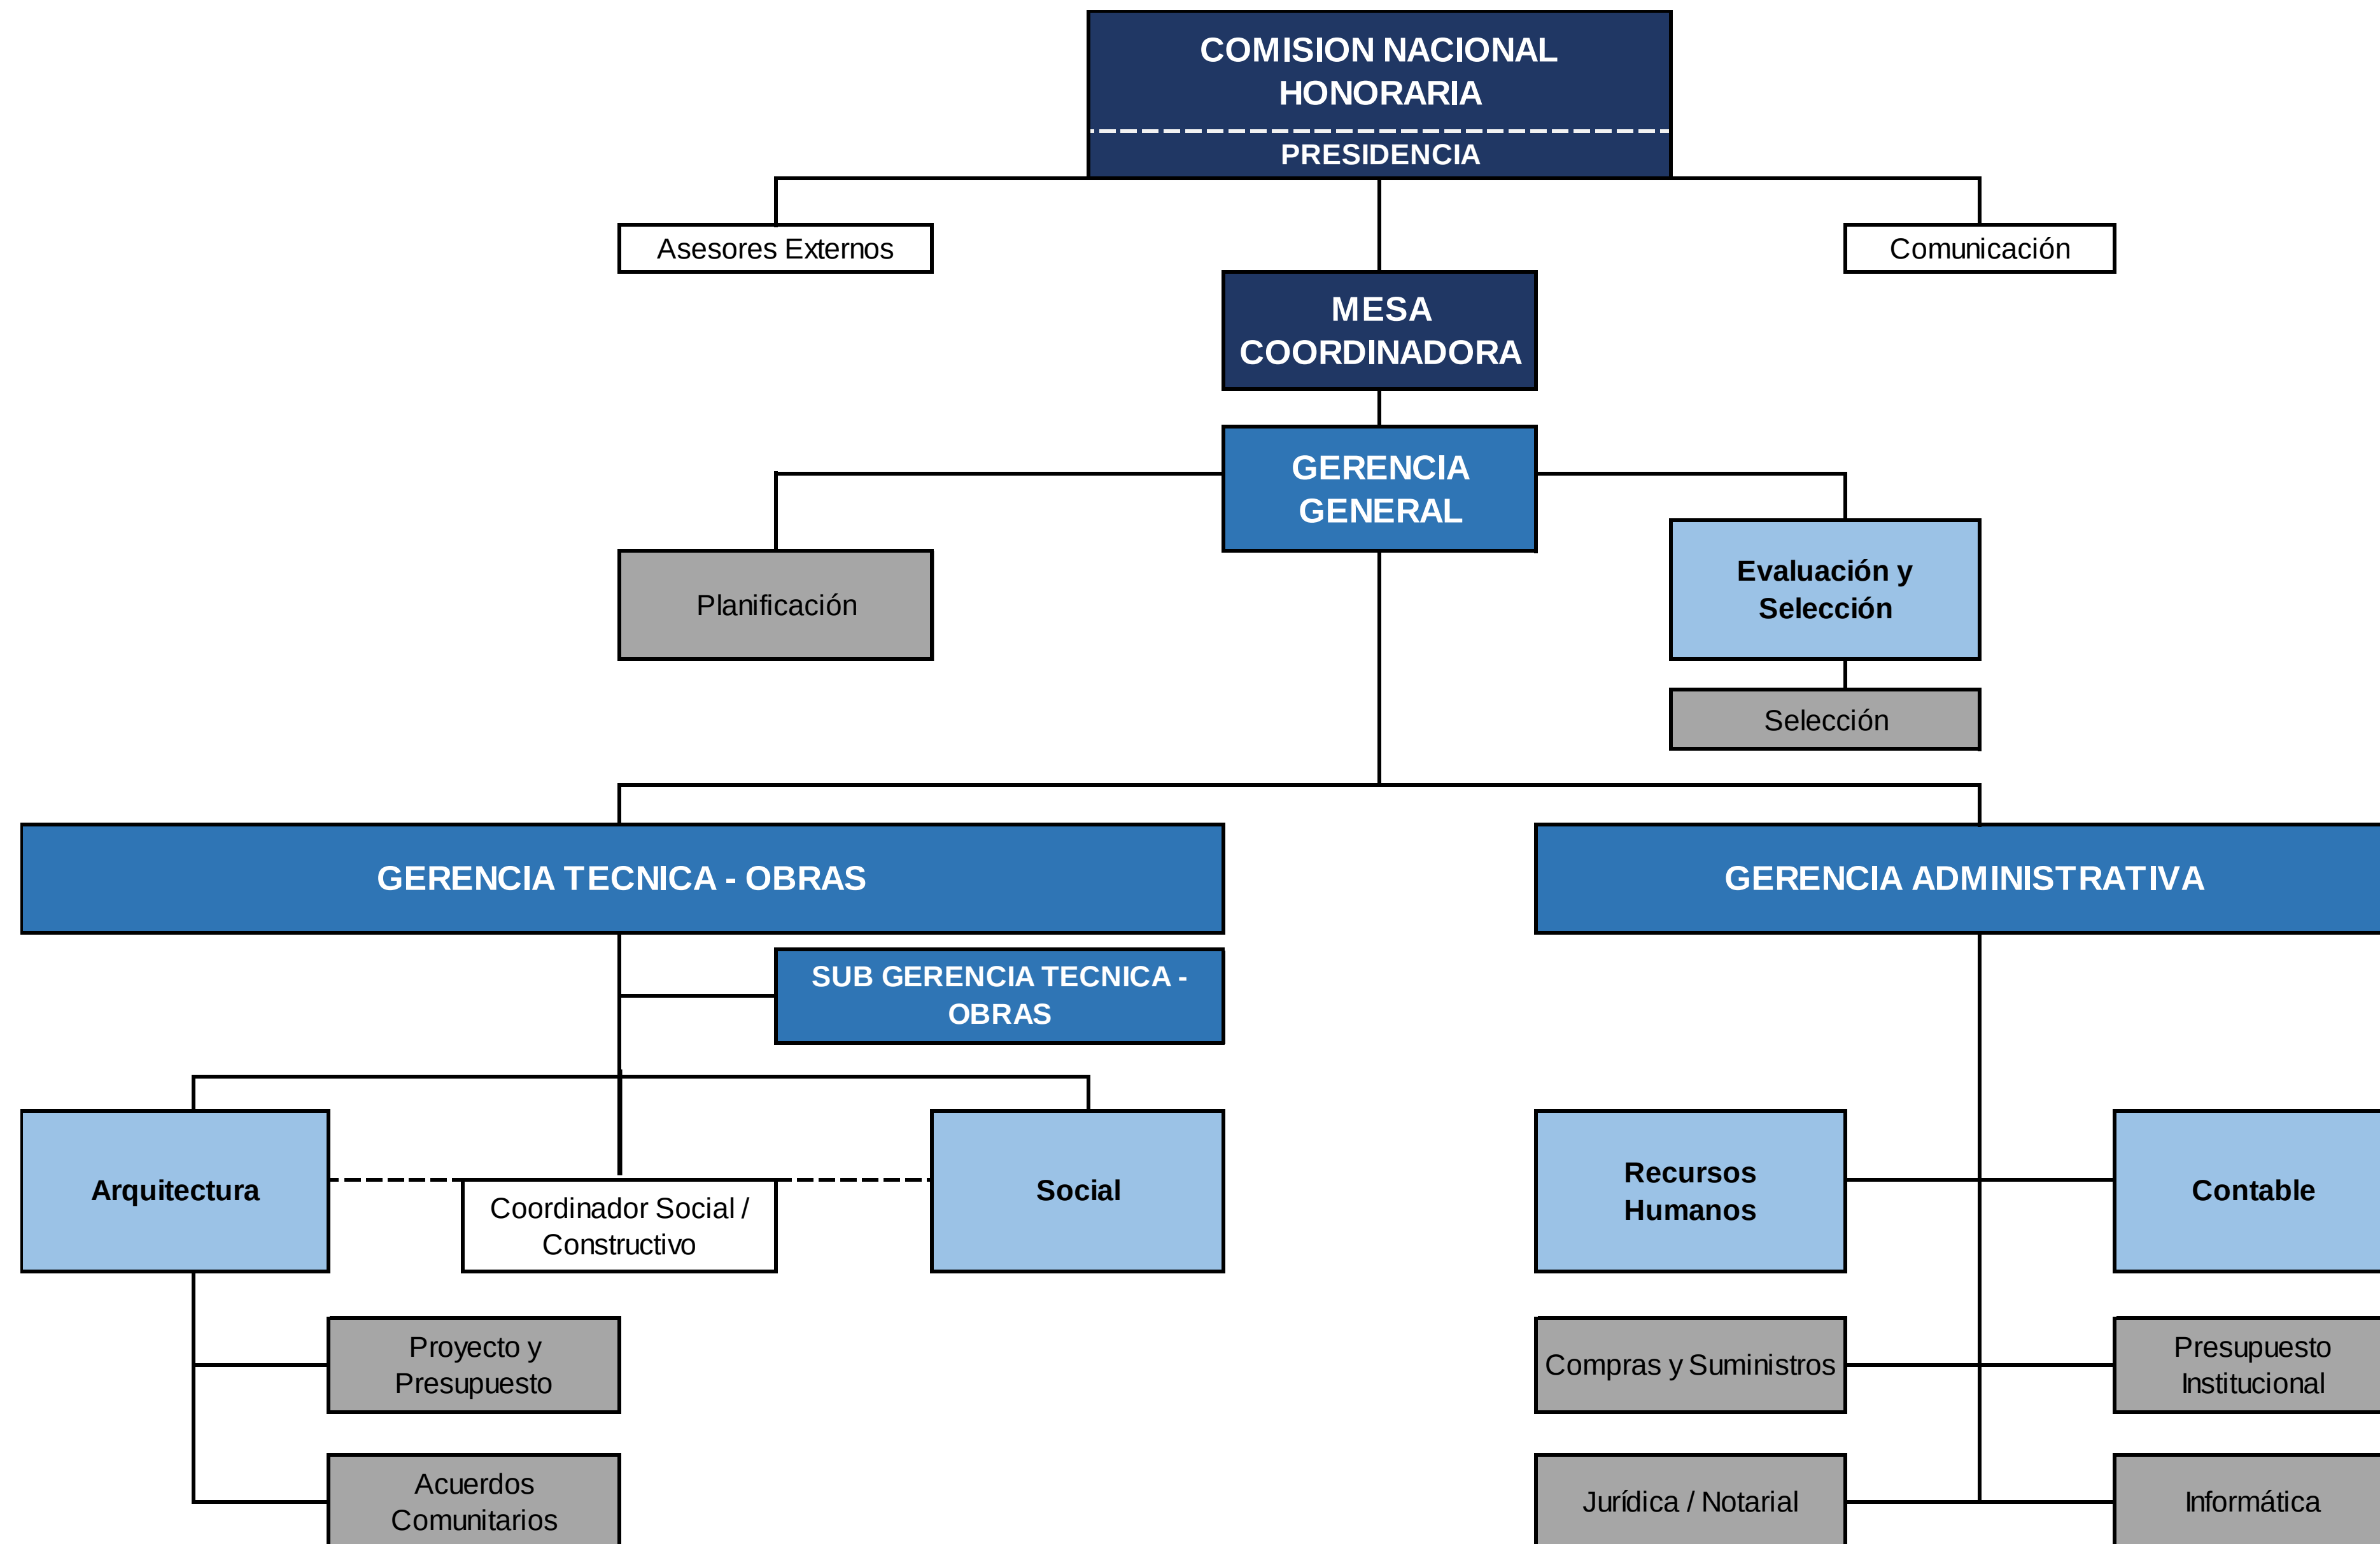 COMISION NACIONAL
HONORARIA
PRESIDENCIA
Asesores Externos
Comunicación
MESA
COORDINADORA
GERENCIA
GENERAL
Planificación
Evaluación y
Selección
Selección
GERENCIA TECNICA - OBRAS
GERENCIA ADMINISTRATIVA
SUB GERENCIA TECNICA -
OBRAS
Arquitectura
Coordinador Social /
Constructivo
Social
Recursos
Humanos
Contable
Proyecto y
Presupuesto
Compras y Suministros
Presupuesto
Institucional
Acuerdos
Comunitarios
Jurídica / Notarial
Informática